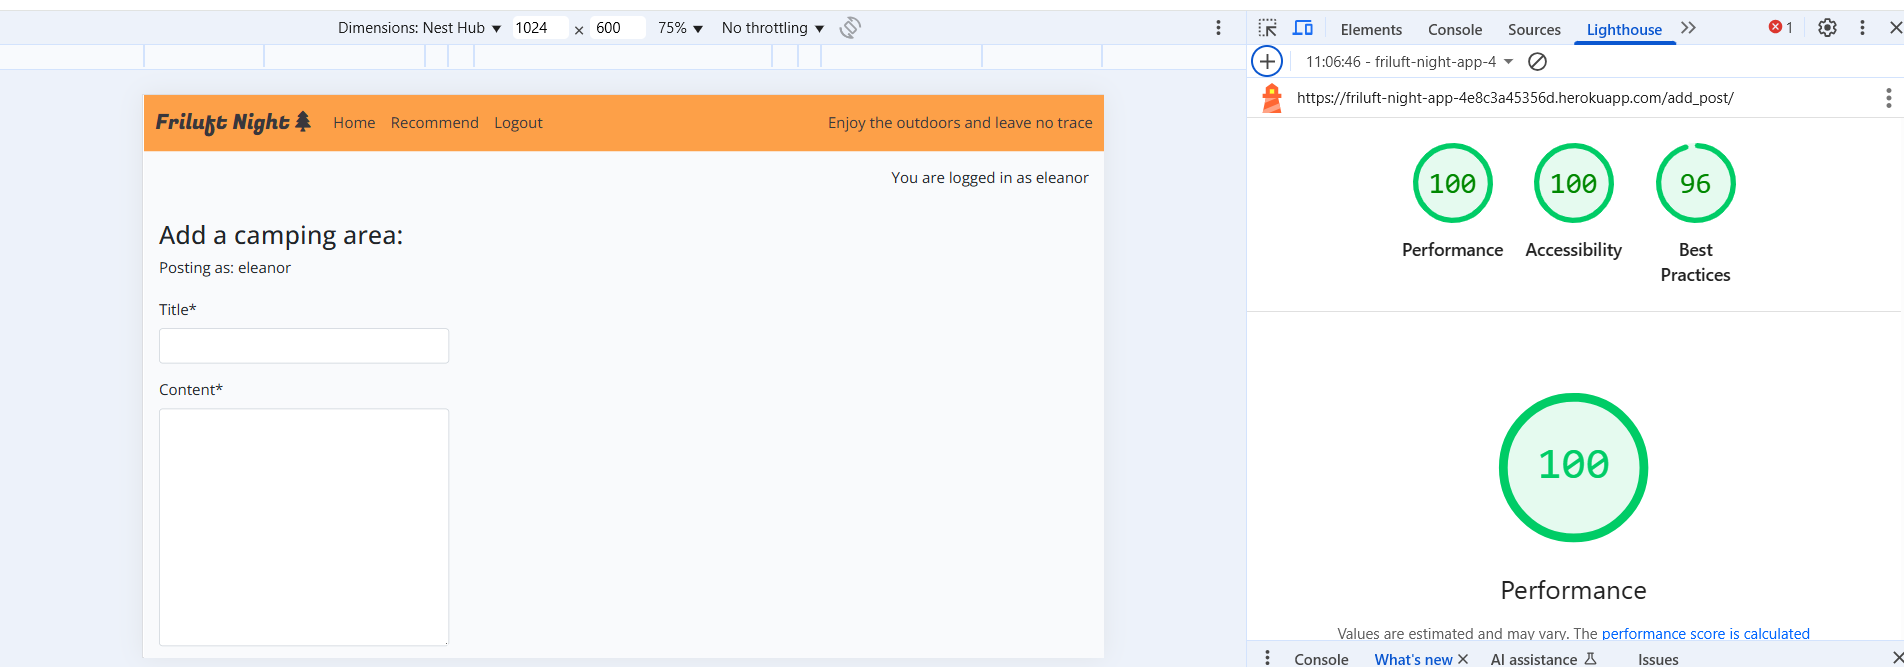 Dimensions: Nest Hub 1024 × 600 75% No throttling
Friluft Night Home Recommend Logout Enjoy the outdoors and leave no trace
You are logged in as eleanor
Add a camping area:
Posting as: eleanor
Title*
Content*
Elements Console Sources Lighthouse 1
11:06:46 - friluft-night-app-4
https://friluft-night-app-4e8c3a45356d.herokuapp.com/add_post/
100 100 96
Performance Accessibility Best Practices
100
Performance
Values are estimated and may vary. The performance score is calculated
Console What's new AI assistance Issues